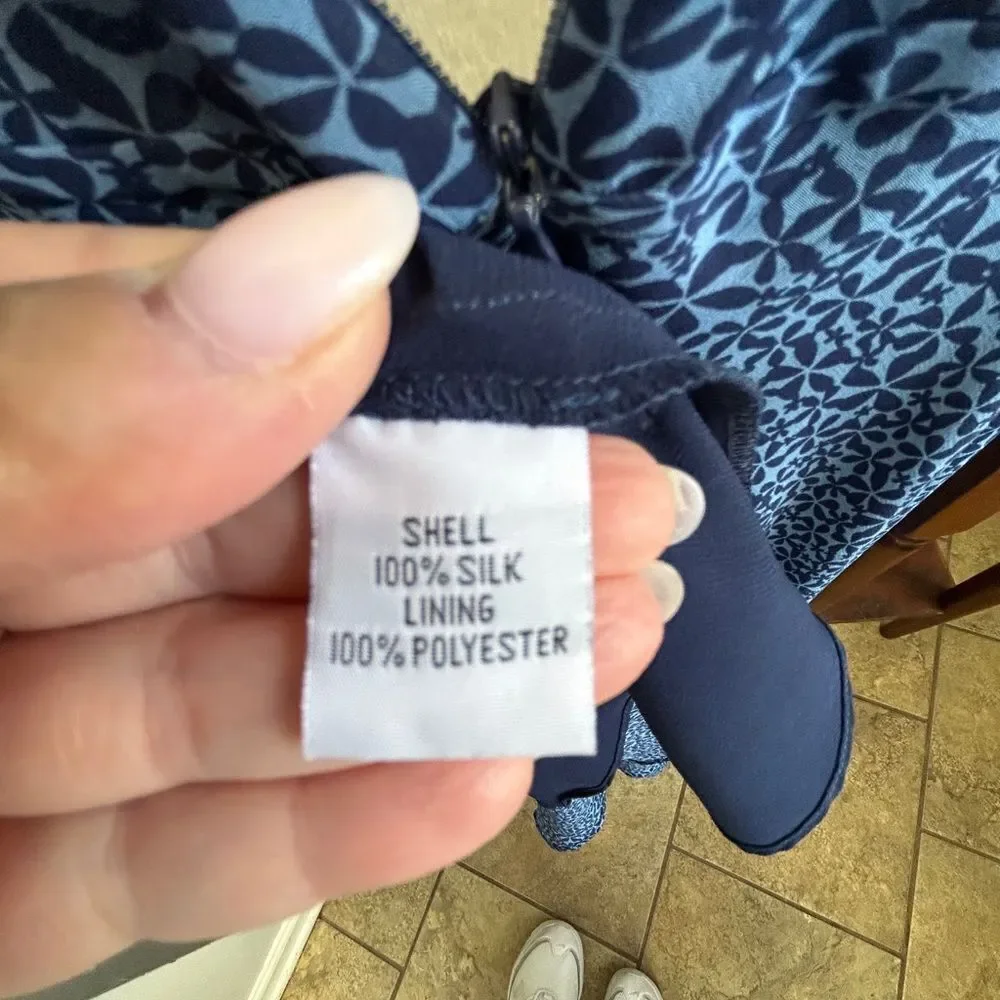 SHELL
100% SILK
LINING
100% POLYESTER